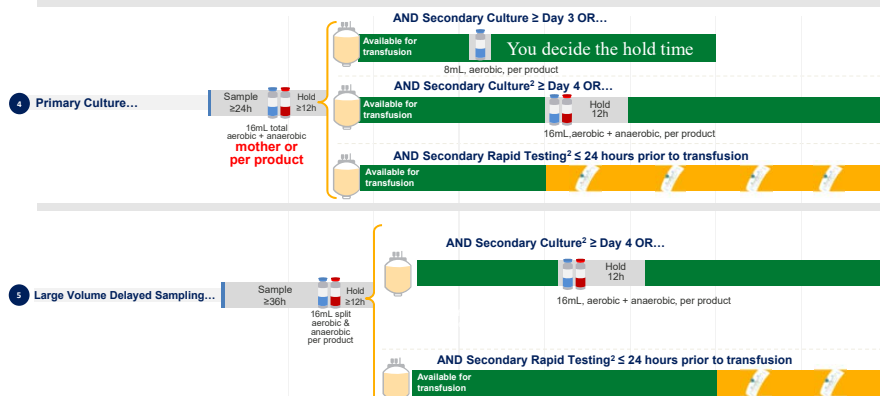 AND Secondary Culture ≥ Day 3 OR…
Available for
transfusion
You decide the hold time
8mL, aerobic, per product
4
Primary Culture…
Sample
≥24h
Hold
≥12h
16mL total
aerobic + anaerobic
mother or
per product
AND Secondary Culture² ≥ Day 4 OR…
Available for
transfusion
Hold
12h
16mL,aerobic + anaerobic, per product
AND Secondary Rapid Testing² ≤ 24 hours prior to transfusion
Available for
transfusion
AND Secondary Culture² ≥ Day 4 OR…
5
Large Volume Delayed Sampling…
Sample
≥36h
Hold
≥12h
16mL split
aerobic &
anaerobic
per product
Hold
12h
16mL, aerobic + anaerobic, per product
AND Secondary Rapid Testing² ≤ 24 hours prior to transfusion
Available for
transfusion